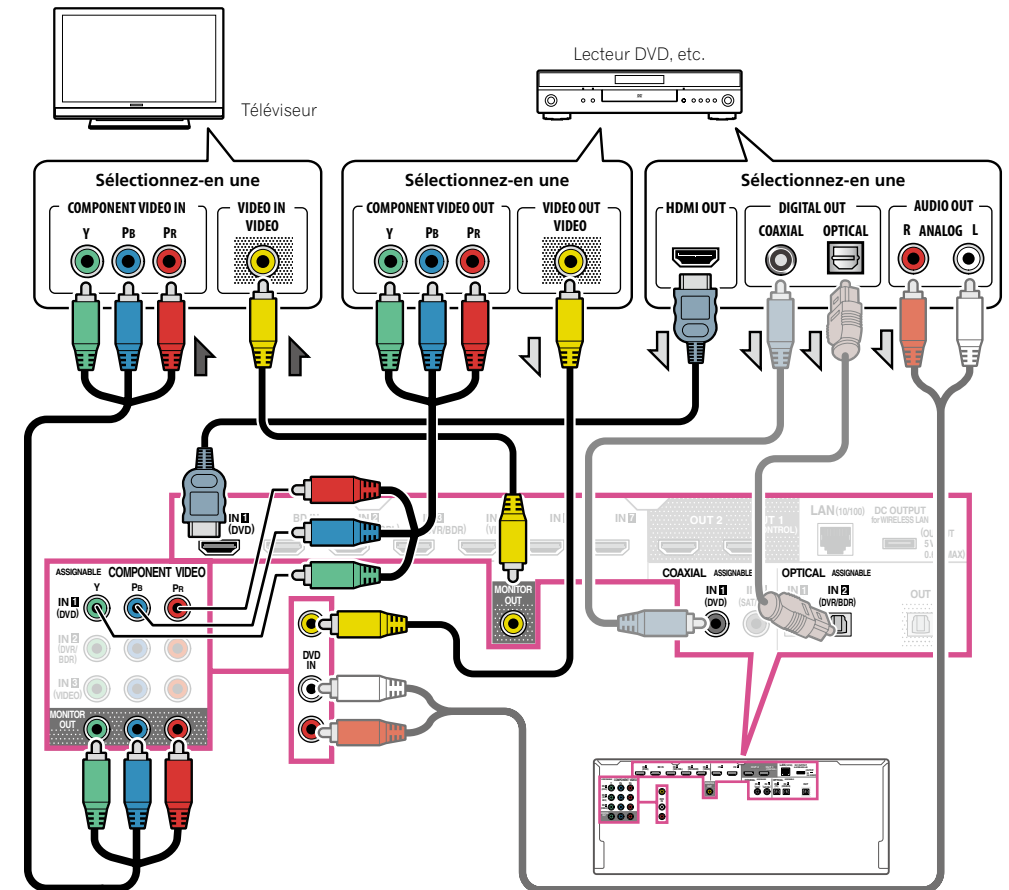 Lecteur DVD, etc.
Téléviseur
Sélectionnez-en une
COMPONENT VIDEO IN
VIDEO IN
VIDEO
Y PB PR
Sélectionnez-en une
COMPONENT VIDEO OUT
VIDEO OUT
VIDEO
Y PB PR
Sélectionnez-en une
HDMI OUT
DIGITAL OUT
COAXIAL OPTICAL
AUDIO OUT
R ANALOG L
IN 1
(DVD)
IN 7
OUT 2
LAN (10/100)
DC OUTPUT
for WIRELESS LAN
ASSIGNABLE COMPONENT VIDEO
Y PB PR
IN 1
(DVD)
IN 2
(DVR/
BDR)
IN 3
(VIDEO)
MONITOR
OUT
DVD
IN
MONITOR
OUT
COAXIAL ASSIGNABLE
IN 1
(DVD)
OPTICAL ASSIGNABLE
IN 1
IN 2
(DVR/BDR)
OUT